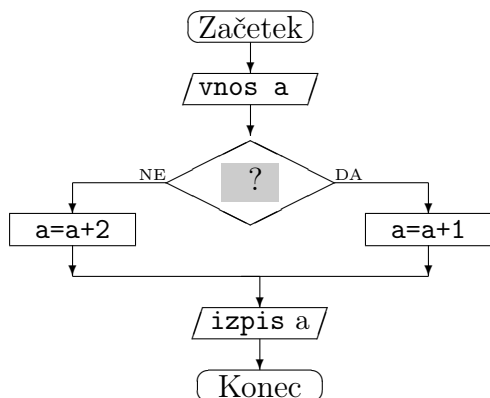 Začetek
vnos a
?
NE DA
a=a+2 a=a+1
izpis a
Konec